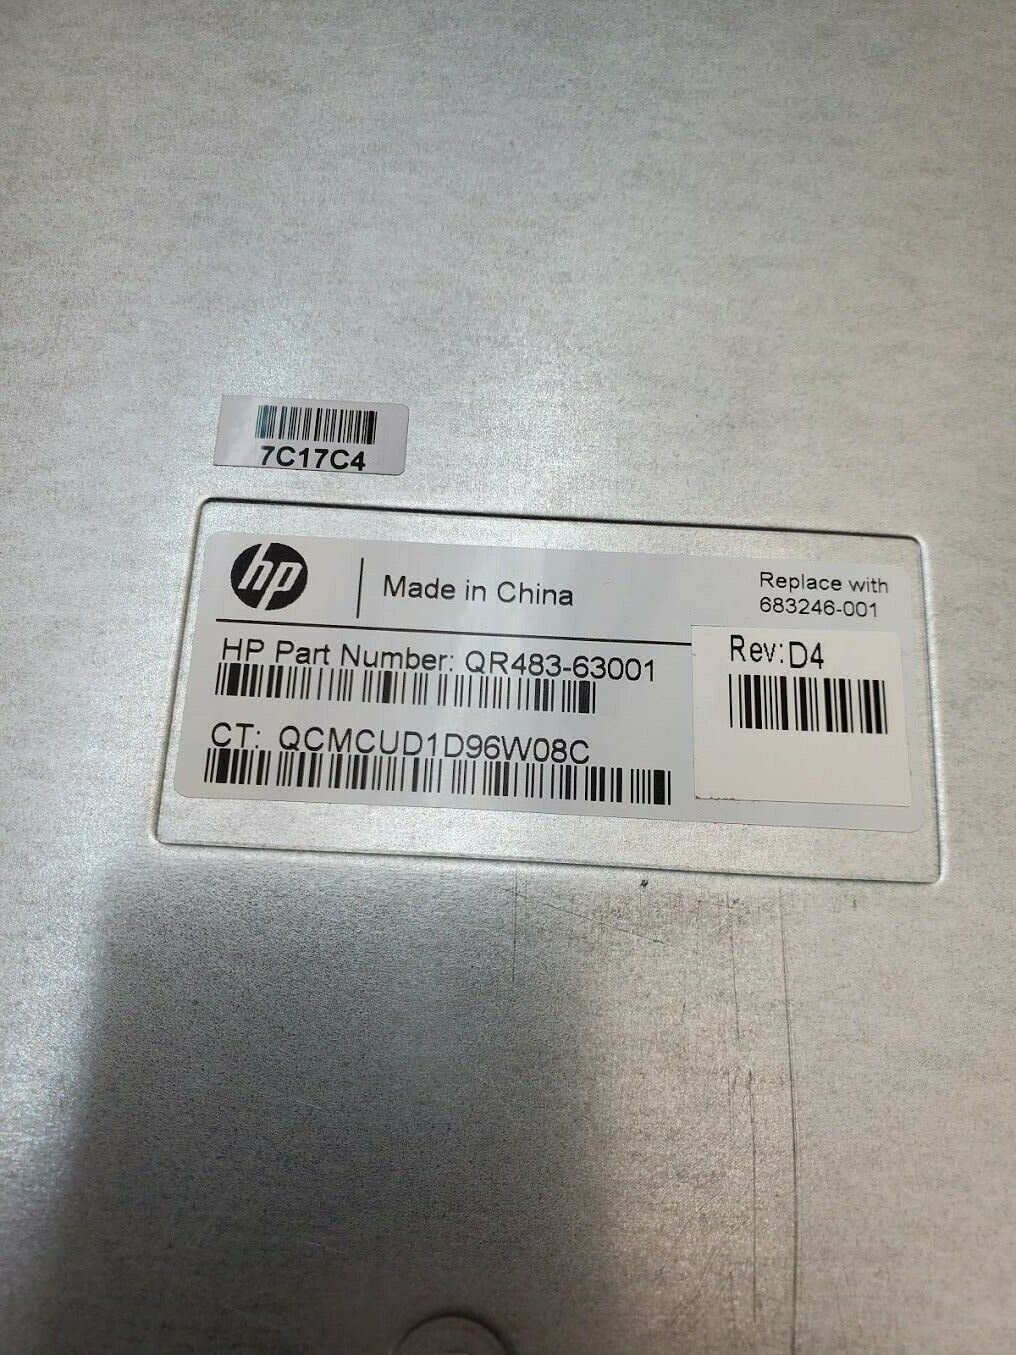 7C17C4
hp
Made in China
Replace with
683246-001
HP Part Number: QR483-63001
Rev:D4
CT: QCMCUD1D96W08C